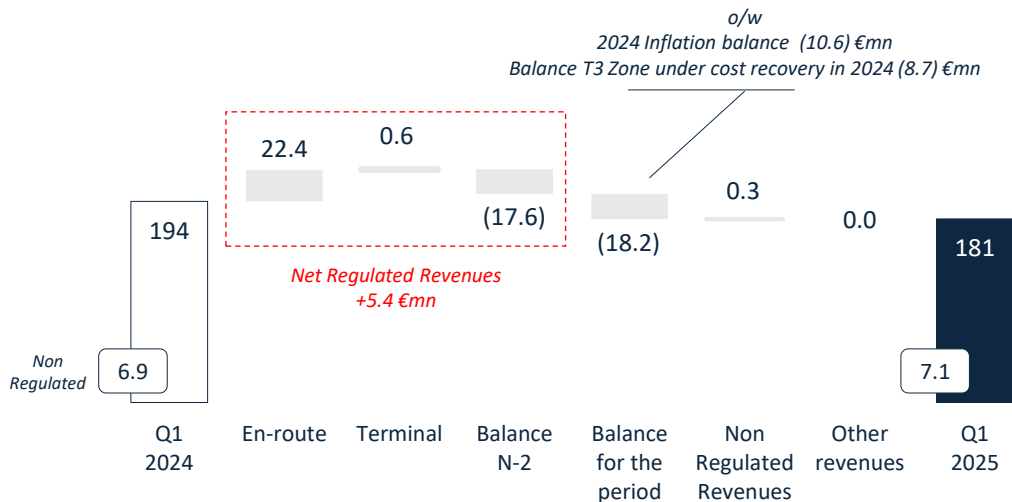 o/w
2024 Inflation balance (10.6) €mn
Balance T3 Zone under cost recovery in 2024 (8.7) €mn
22.4
0.6
(17.6)
(18.2)
0.3
0.0
194
181
Net Regulated Revenues
+5.4 €mn
Non
Regulated
6.9
7.1
Q1
2024
En-route
Terminal
Balance
N-2
Balance
for the
period
Non
Regulated
Revenues
Other
revenues
Q1
2025